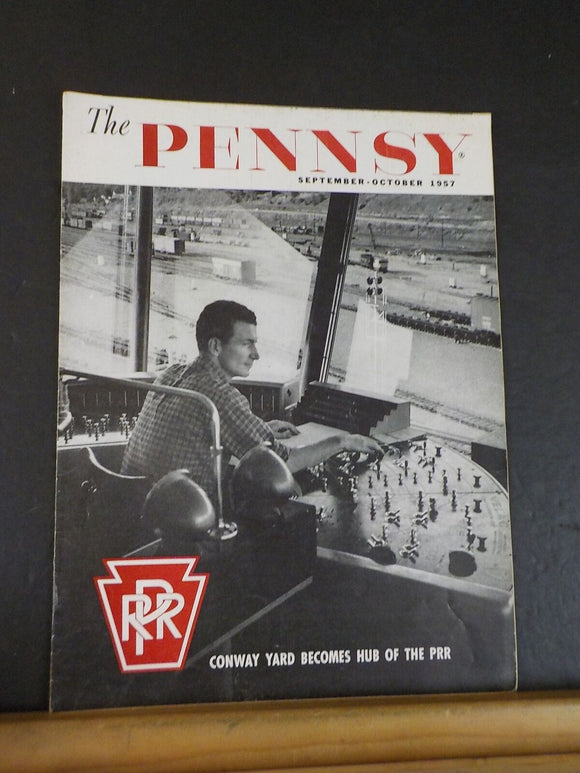 The PENNSY®
SEPTEMBER-OCTOBER 1957
PRR
CONWAY YARD BECOMES HUB OF THE PRR